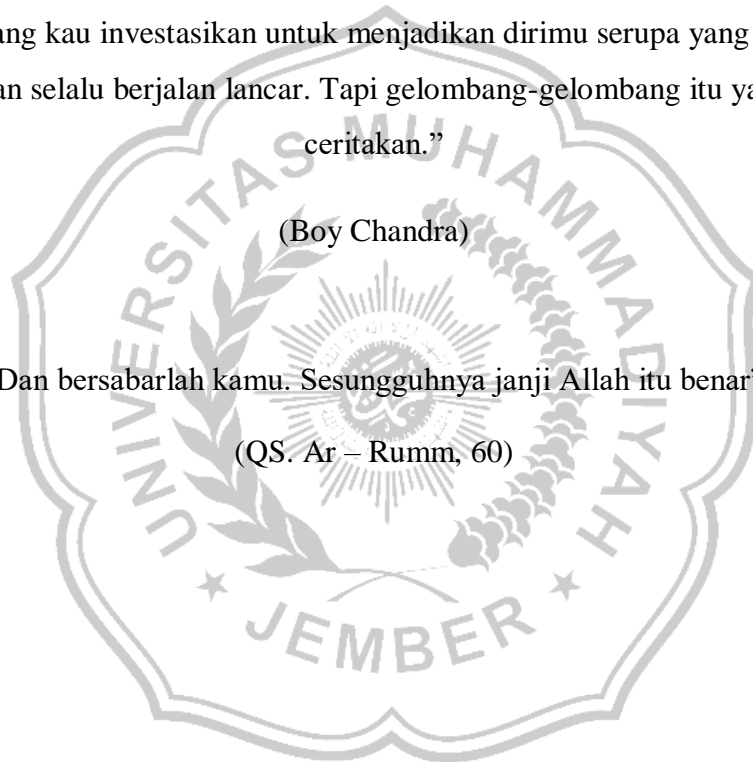 ang kau investasikan untuk menjadikan dirimu serupa yang
an selalu berjalan lancar. Tapi gelombang-gelombang itu ya
ceritakan.”
(Boy Chandra)
Dan bersabarlah kamu. Sesungguhnya janji Allah itu benar”
(QS. Ar – Rumm, 60)
UNIVERSITAS MUHAMMADIYAH
JEMBER